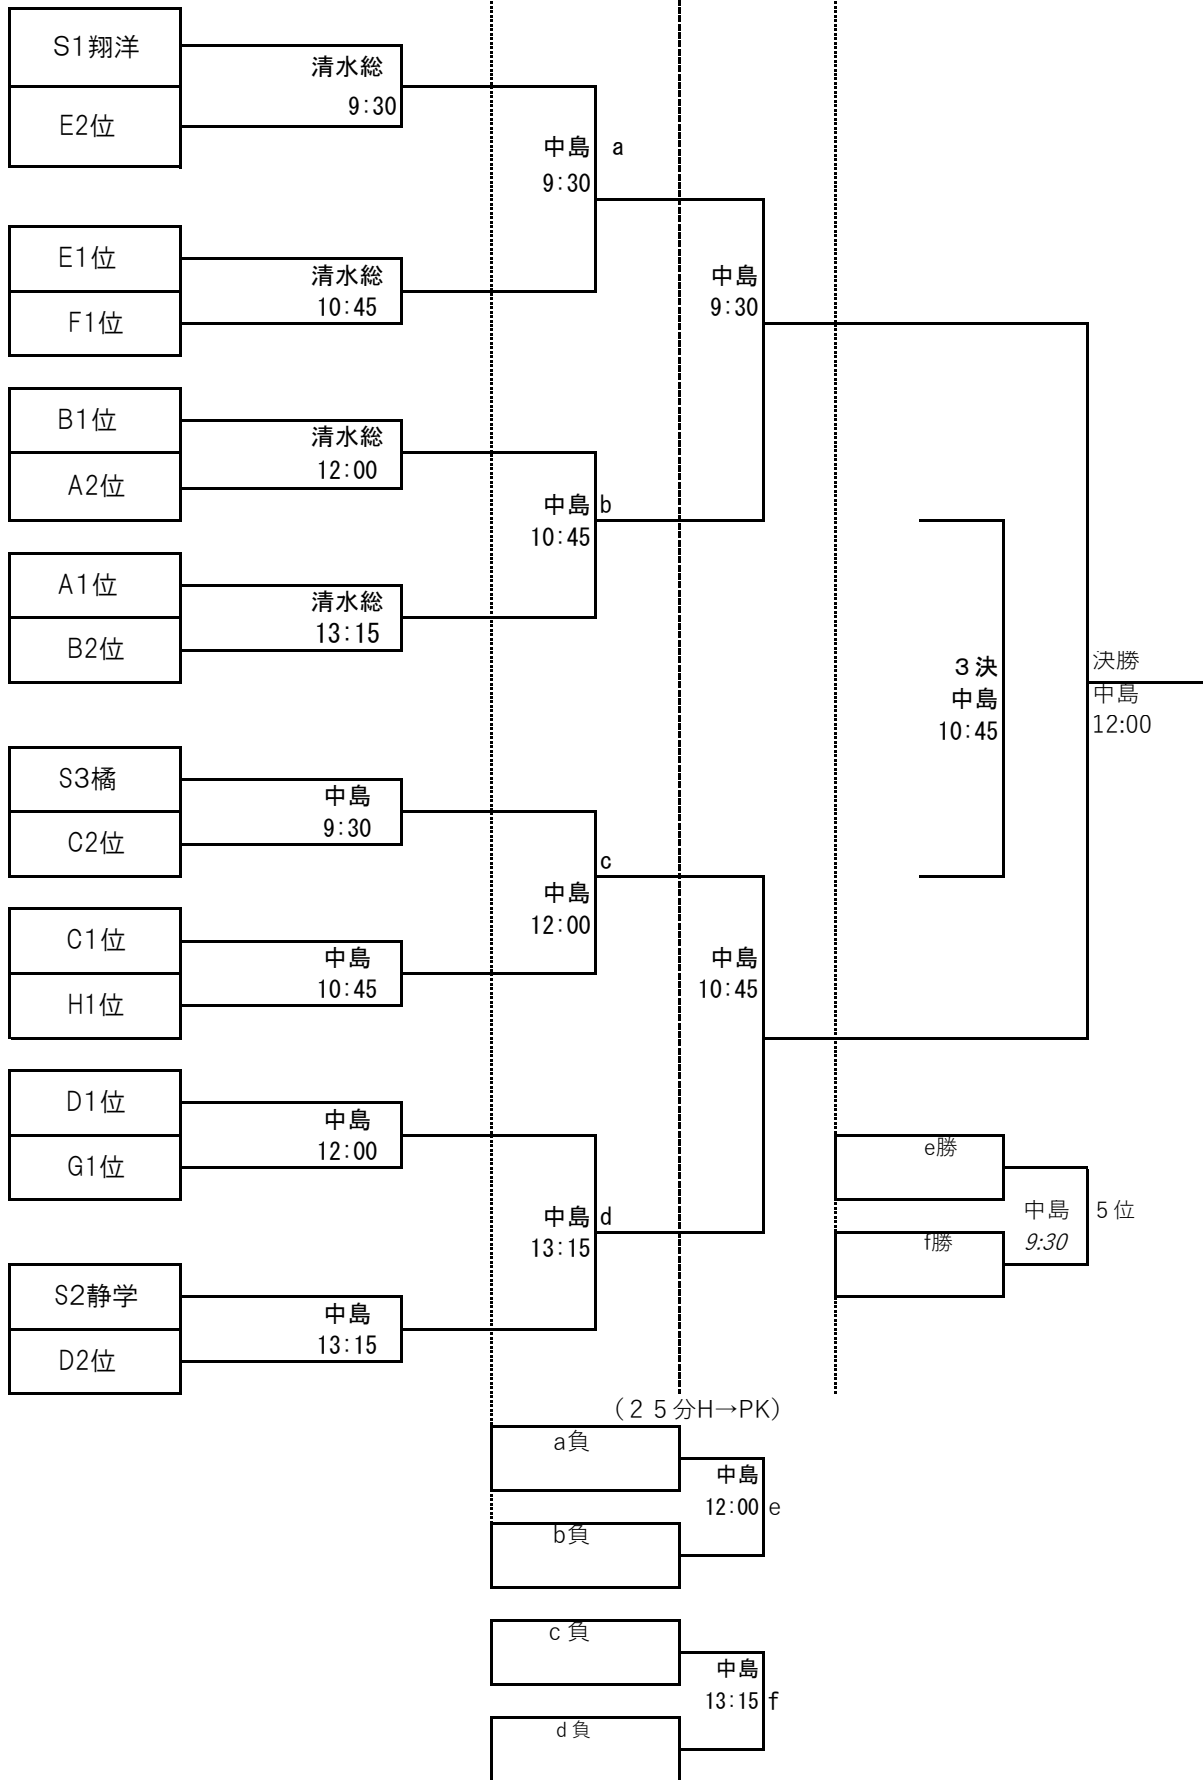 S1翔洋
清水総
9:30
E2位
中島 a
9:30
E1位
清水総
10:45
F1位
中島
9:30
B1位
清水総
12:00
A2位
中島 b
10:45
A1位
清水総
13:15
B2位
3決
中島
10:45
決勝
中島
12:00
S3橘
中島
9:30
C2位
c
中島
12:00
C1位
中島
10:45
H1位
中島
10:45
D1位
中島
12:00
G1位
中島 d
13:15
S2静学
中島
13:15
D2位
e勝
中島
9:30
5位
f勝
(25分H→PK)
a負
中島
12:00 e
b負
c負
中島
13:15 f
d負